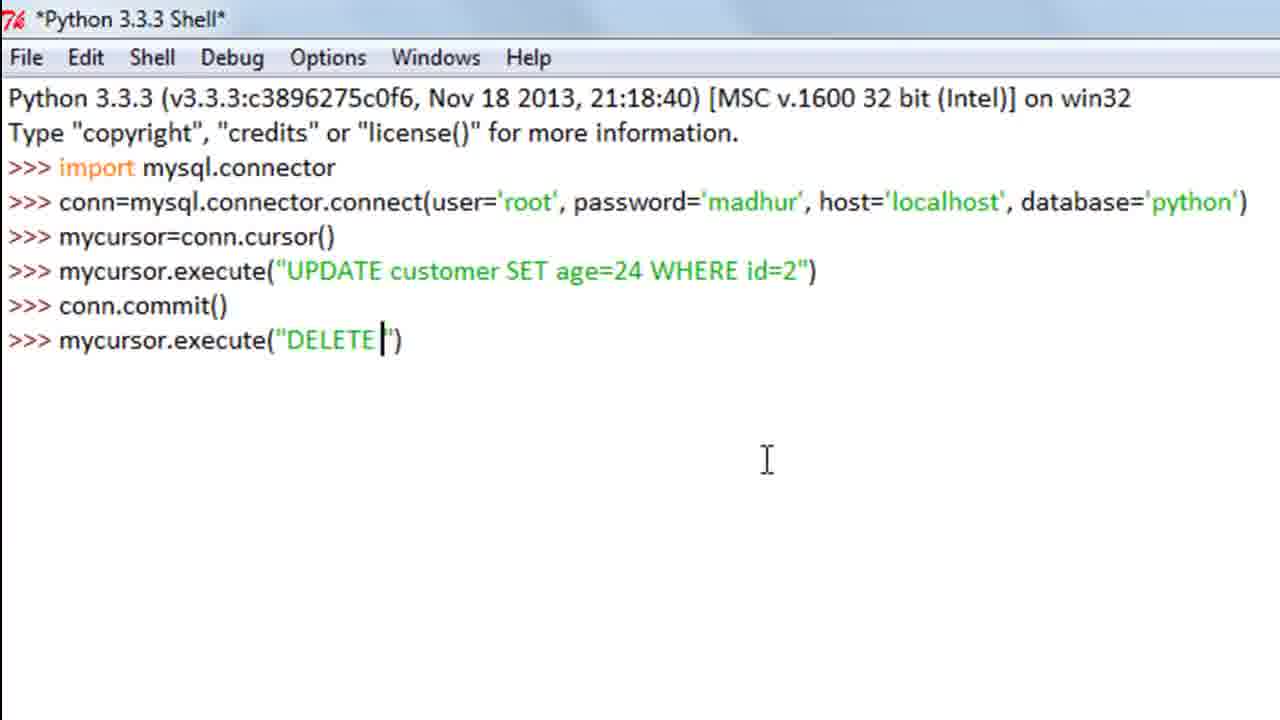 *Python 3.3.3 Shell*
File Edit Shell Debug Options Windows Help
Python 3.3.3 (v3.3.3:c3896275c0f6, Nov 18 2013, 21:18:40) [MSC v.1600 32 bit (Intel)] on win32
Type "copyright", "credits" or "license()" for more information.
>>> import mysql.connector
>>> conn=mysql.connector.connect(user='root', password='madhur', host='localhost', database='python')
>>> mycursor=conn.cursor()
>>> mycursor.execute("UPDATE customer SET age=24 WHERE id=2")
>>> conn.commit()
>>> mycursor.execute("DELETE ")